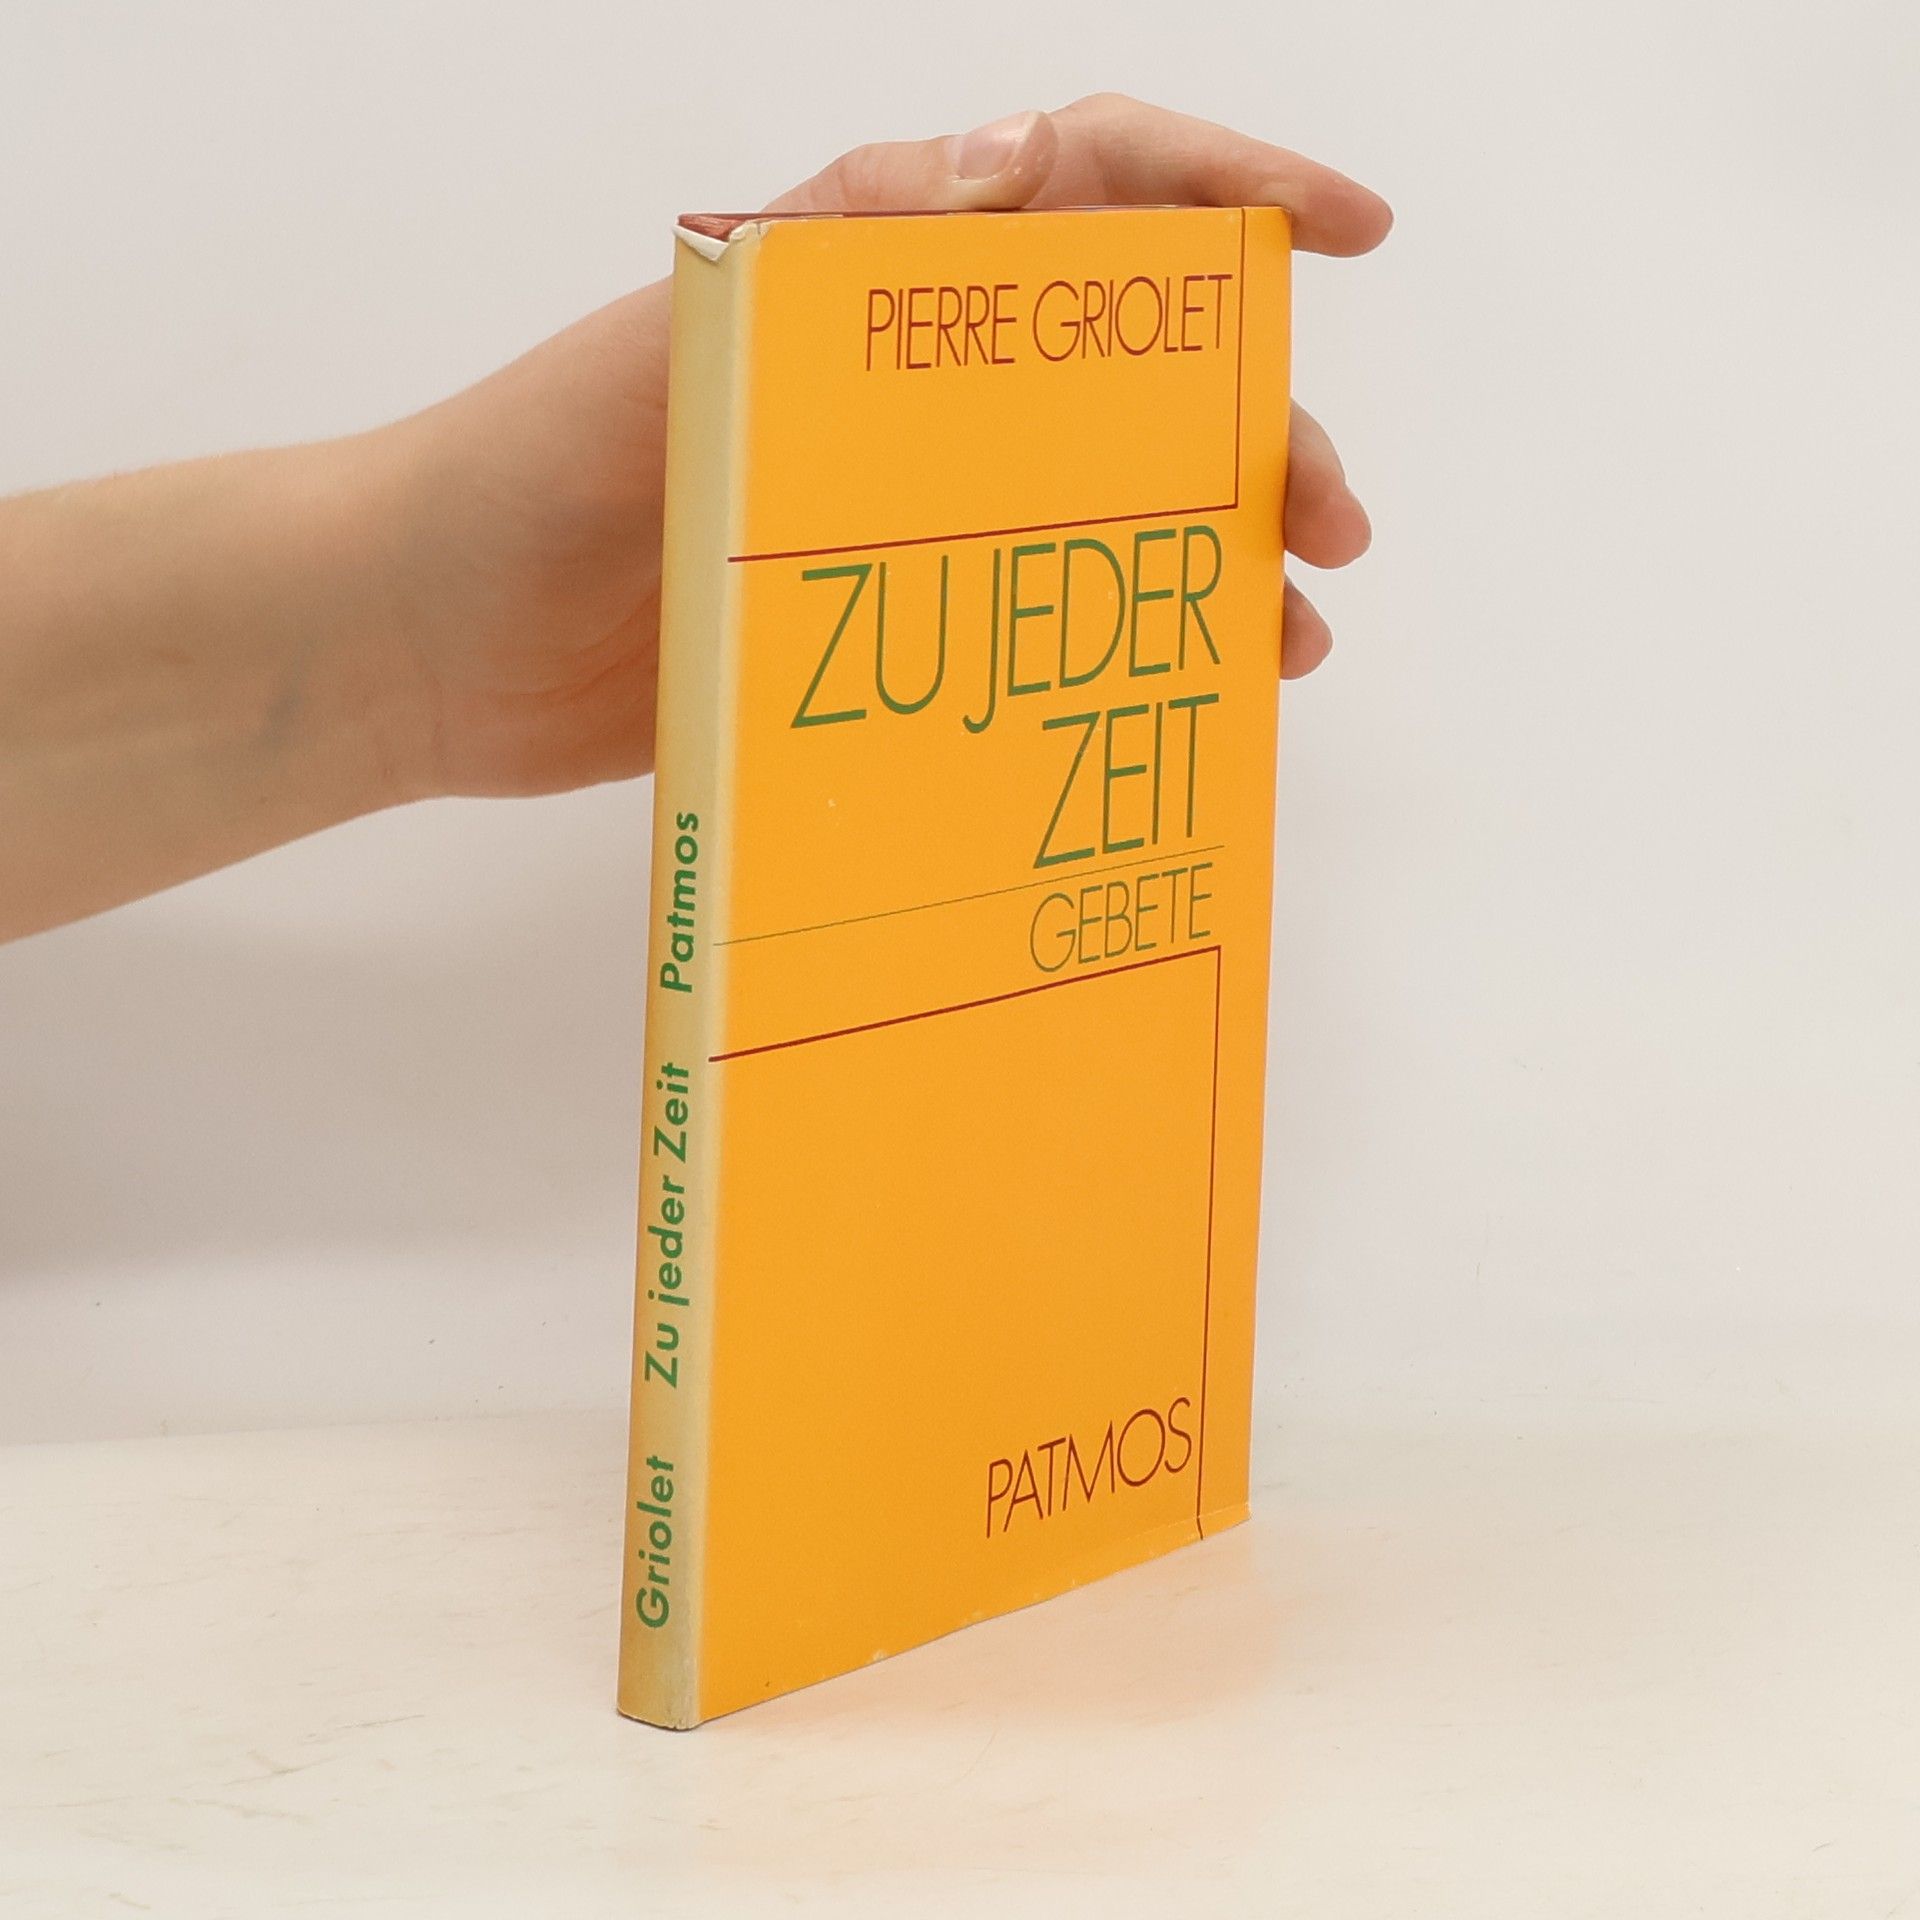 PIERRE GRIOLET
ZU JEDER
ZEIT
GEBETE
PATMOS
Griolet Zu jeder Zeit Patmos